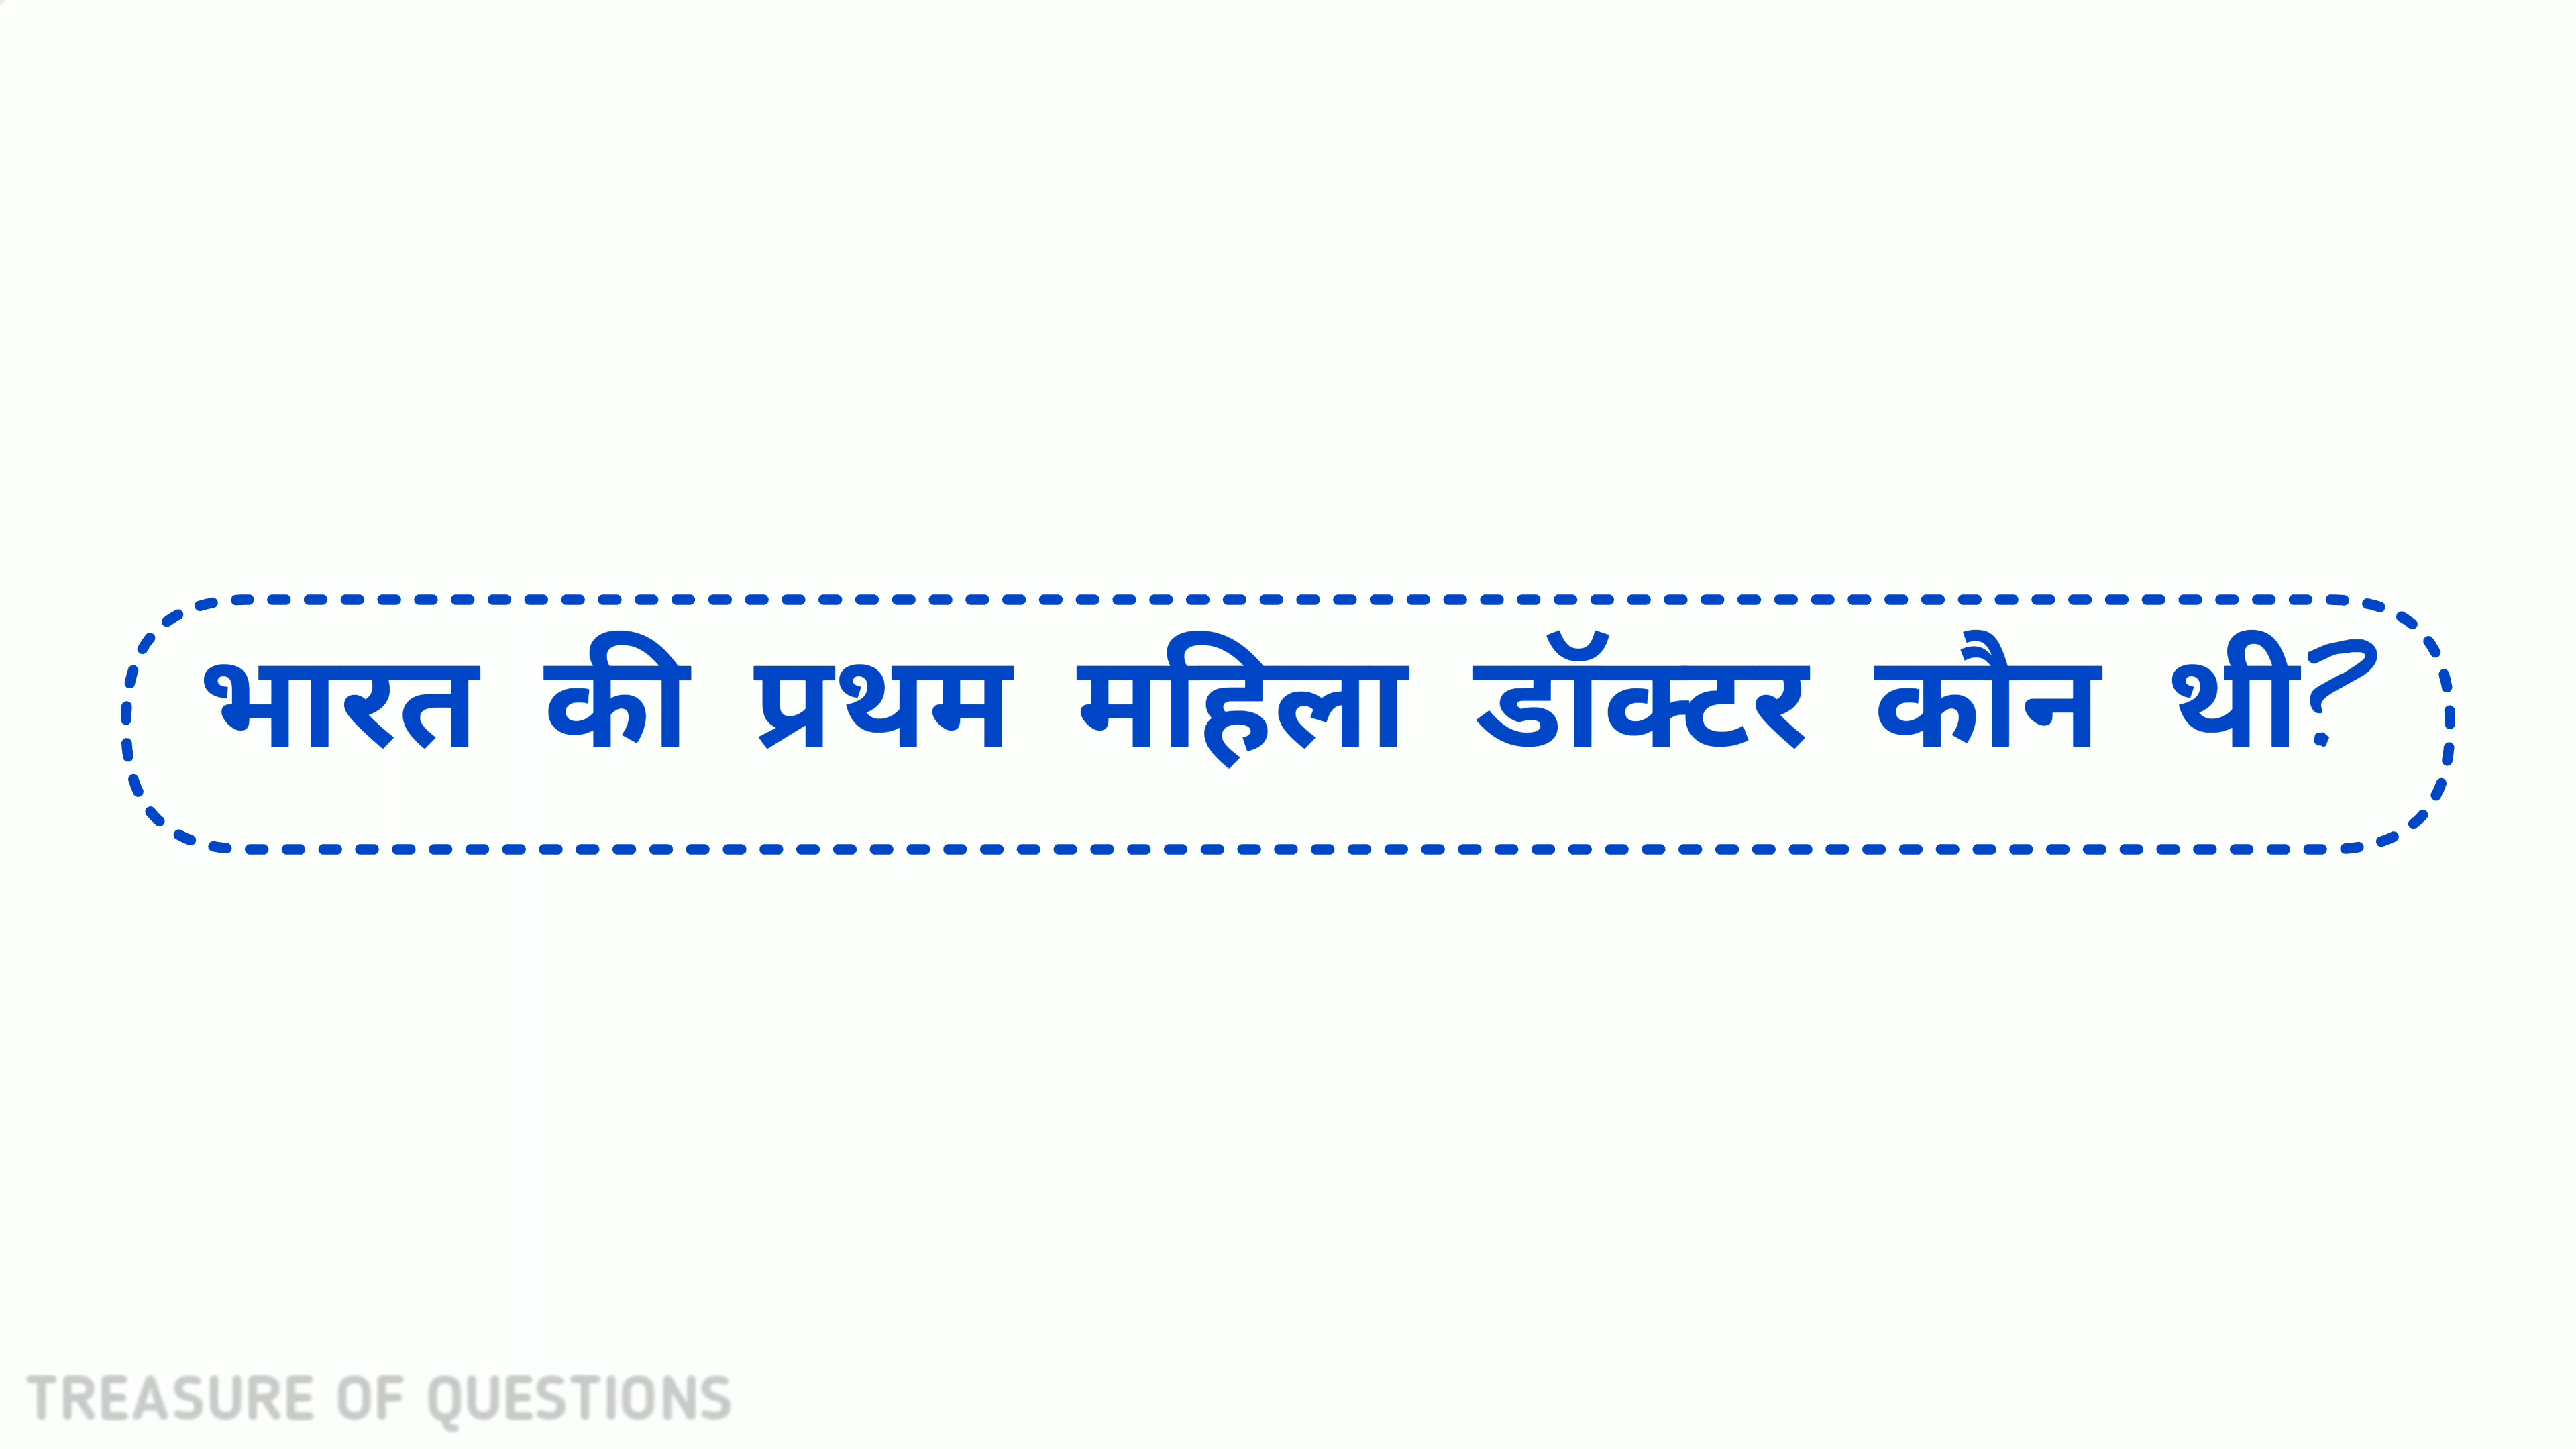 भारत की प्रथम महिला डॉक्टर कौन थी?
TREASURE OF QUESTIONS